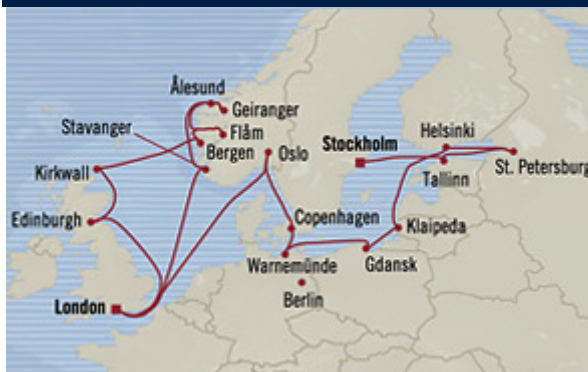 Ålesund
Geiranger
Stavanger
Flåm
Bergen
Oslo
Kirkwall
Edinburgh
London
Stockholm
Helsinki
Tallinn
St. Petersburg
Copenhagen
Klaipeda
Warnemünde
Gdansk
Berlin